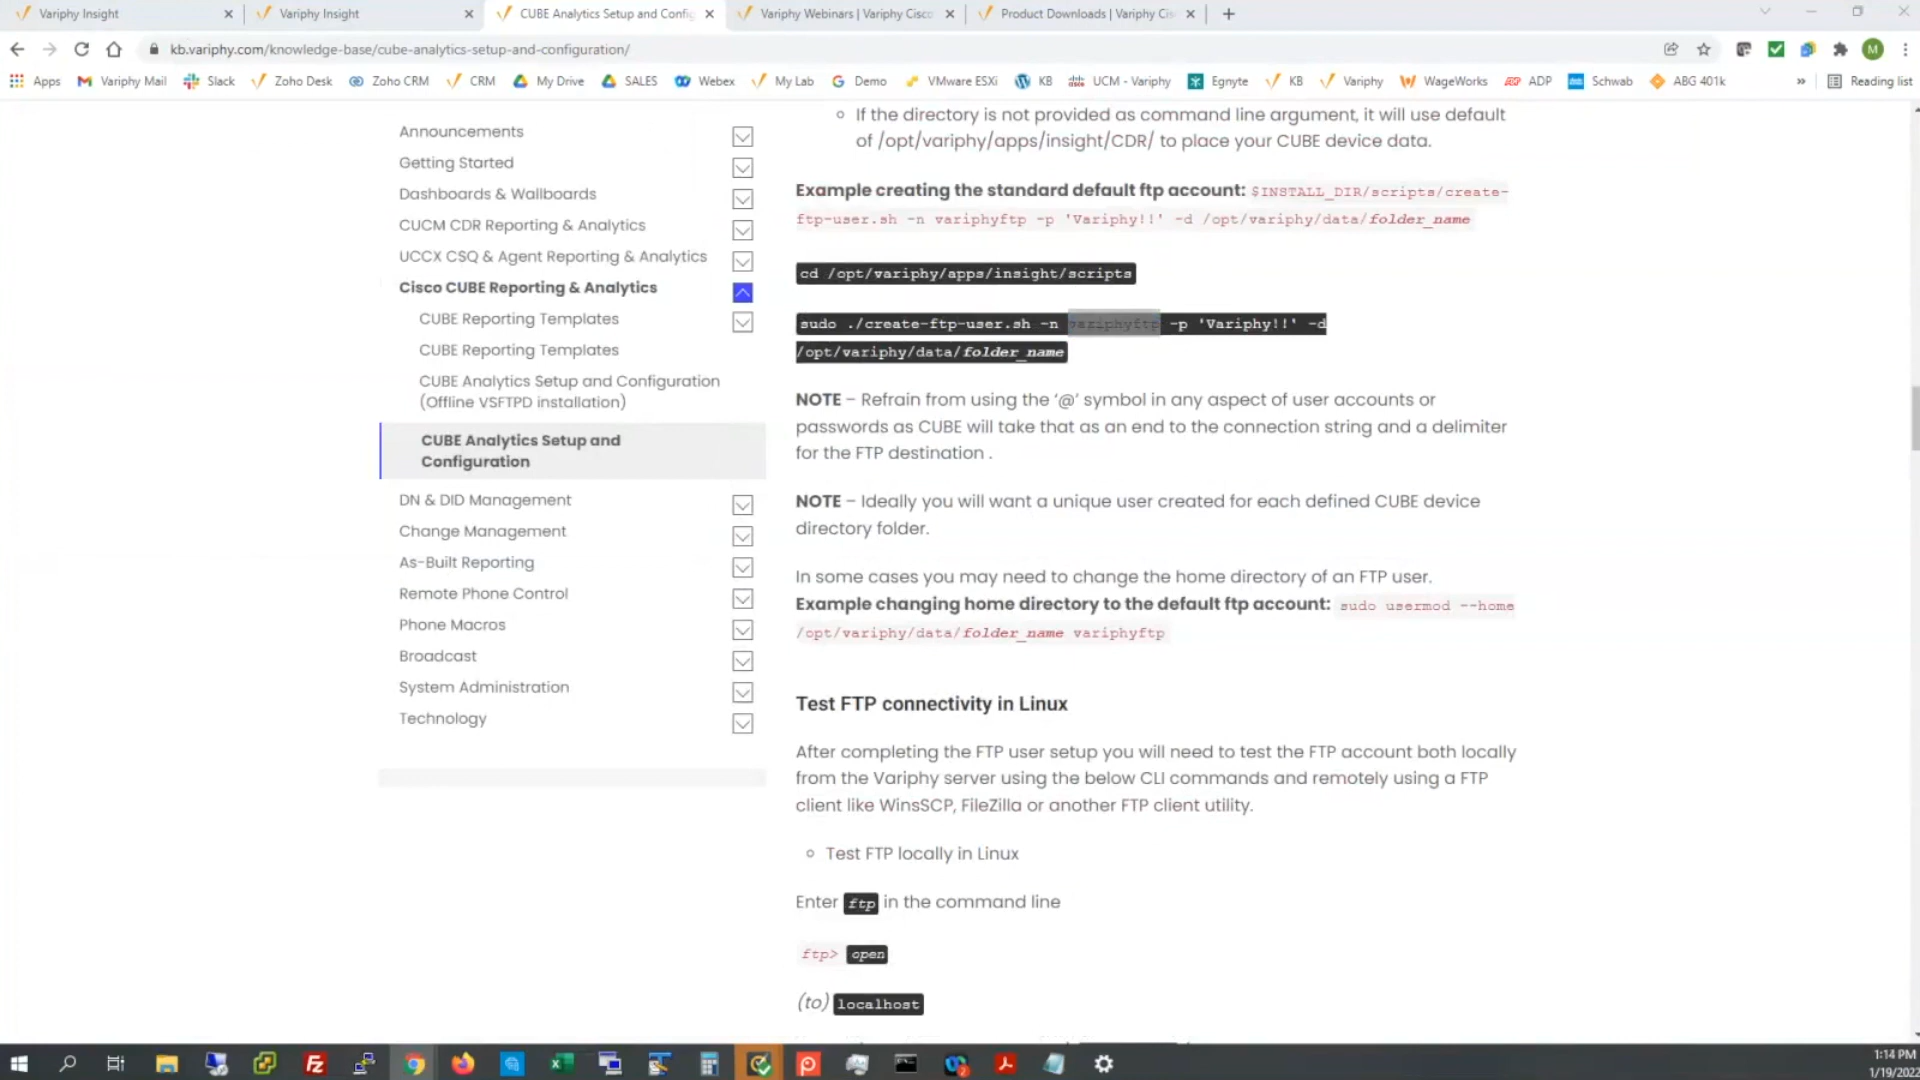 Variphy Insight
Variphy Insight
CUBE Analytics Setup and Config
Variphy Webinars | Variphy Cisco
Product Downloads | Variphy Cis
kb.variphy.com/knowledge-base/cube-analytics-setup-and-configuration/
M
Apps Variphy Mail Slack Zoho Desk Zoho CRM CRM My Drive SALES Webex My Lab Demo VMware ESXi KB UCM - Variphy Egnyte KB Variphy WageWorks ADP Schwab ABG 401k » Reading list
Announcements
Getting Started
Dashboards & Wallboards
CUCM CDR Reporting & Analytics
UCCX CSQ & Agent Reporting & Analytics
Cisco CUBE Reporting & Analytics
CUBE Reporting Templates
CUBE Reporting Templates
CUBE Analytics Setup and Configuration
(Offline VSFTPD installation)
CUBE Analytics Setup and
Configuration
DN & DID Management
Change Management
As-Built Reporting
Remote Phone Control
Phone Macros
Broadcast
System Administration
Technology
If the directory is not provided as command line argument, it will use default
of /opt/variphy/apps/insight/CDR/ to place your CUBE device data.
Example creating the standard default ftp account: $INSTALL_DIR/scripts/create-
ftp-user.sh -n variphyftp -p 'Variphy!!' -d /opt/variphy/data/folder_name
cd /opt/variphy/apps/insight/scripts
sudo ./create-ftp-user.sh -n variphyftp -p 'Variphy!!' -d
/opt/variphy/data/folder_name
NOTE – Refrain from using the ‘@’ symbol in any aspect of user accounts or
passwords as CUBE will take that as an end to the connection string and a delimiter
for the FTP destination .
NOTE – Ideally you will want a unique user created for each defined CUBE device
directory folder.
In some cases you may need to change the home directory of an FTP user.
Example changing home directory to the default ftp account: sudo usermod --home
/opt/variphy/data/folder_name variphyftp
Test FTP connectivity in Linux
After completing the FTP user setup you will need to test the FTP account both locally
from the Variphy server using the below CLI commands and remotely using a FTP
client like WinsSCP, FileZilla or another FTP client utility.
Test FTP locally in Linux
Enter ftp in the command line
ftp> open
(to) localhost
1:14 PM
1/19/2022